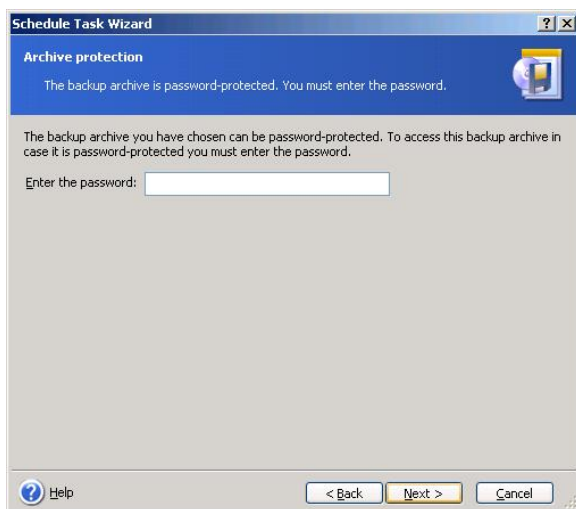 Schedule Task Wizard
Archive protection
The backup archive is password-protected. You must enter the password.
The backup archive you have chosen can be password-protected. To access this backup archive in
case it is password-protected you must enter the password.
Enter the password:
Help
< Back
Next >
Cancel